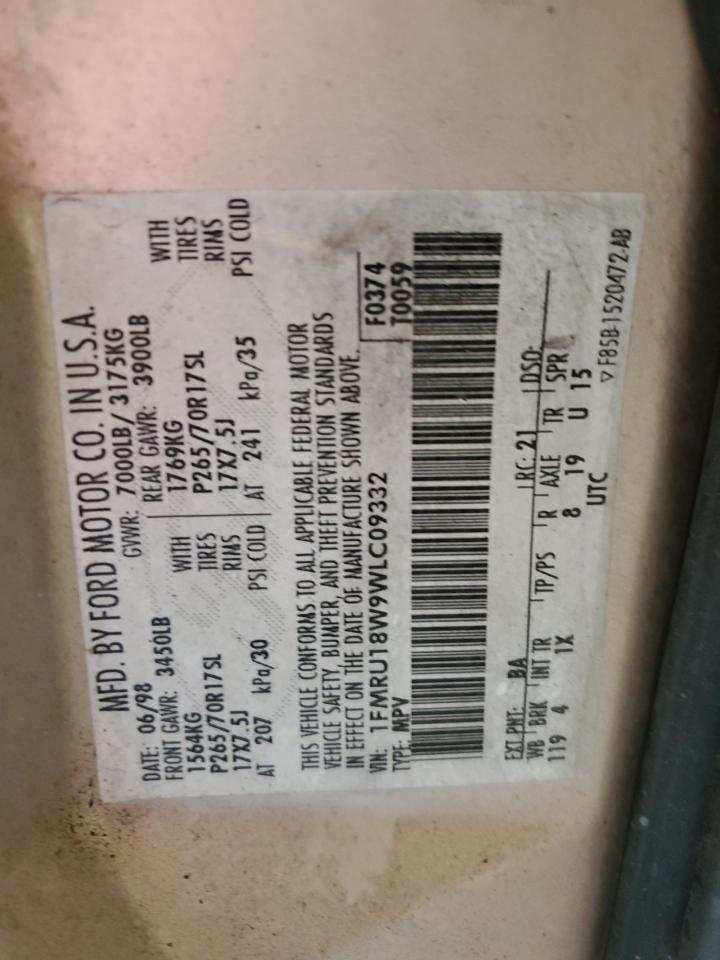 MFD. BY FORD MOTOR CO. IN U.S.A.
DATE: 06/98 GVWR: 7000LB/ 3175KG
FRONT GAWR: 3450LB REAR GAWR: 3900LB
1564KG WITH 1769KG WITH
P265/70R17SL TIRES P265/70R17SL TIRES
17X7.5J RIMS 17X7.5J RIMS
AT 207 kPa/30 PSI COLD AT 241 kPa/35 PSI COLD
THIS VEHICLE CONFORMS TO ALL APPLICABLE FEDERAL MOTOR
VEHICLE SAFETY, BUMPER, AND THEFT PREVENTION STANDARDS
IN EFFECT ON THE DATE OF MANUFACTURE SHOWN ABOVE.
VIN: 1FMRU18W9WLC09332 F0374
TYPE: MPV T0059
EXT PNT: BA RC: 21 DSO:
WB BRK INT TR TP/PS R AXLE TR SPR
119 4 1X 8 19 U 15
UTC
▽ F85B-1520472-AB